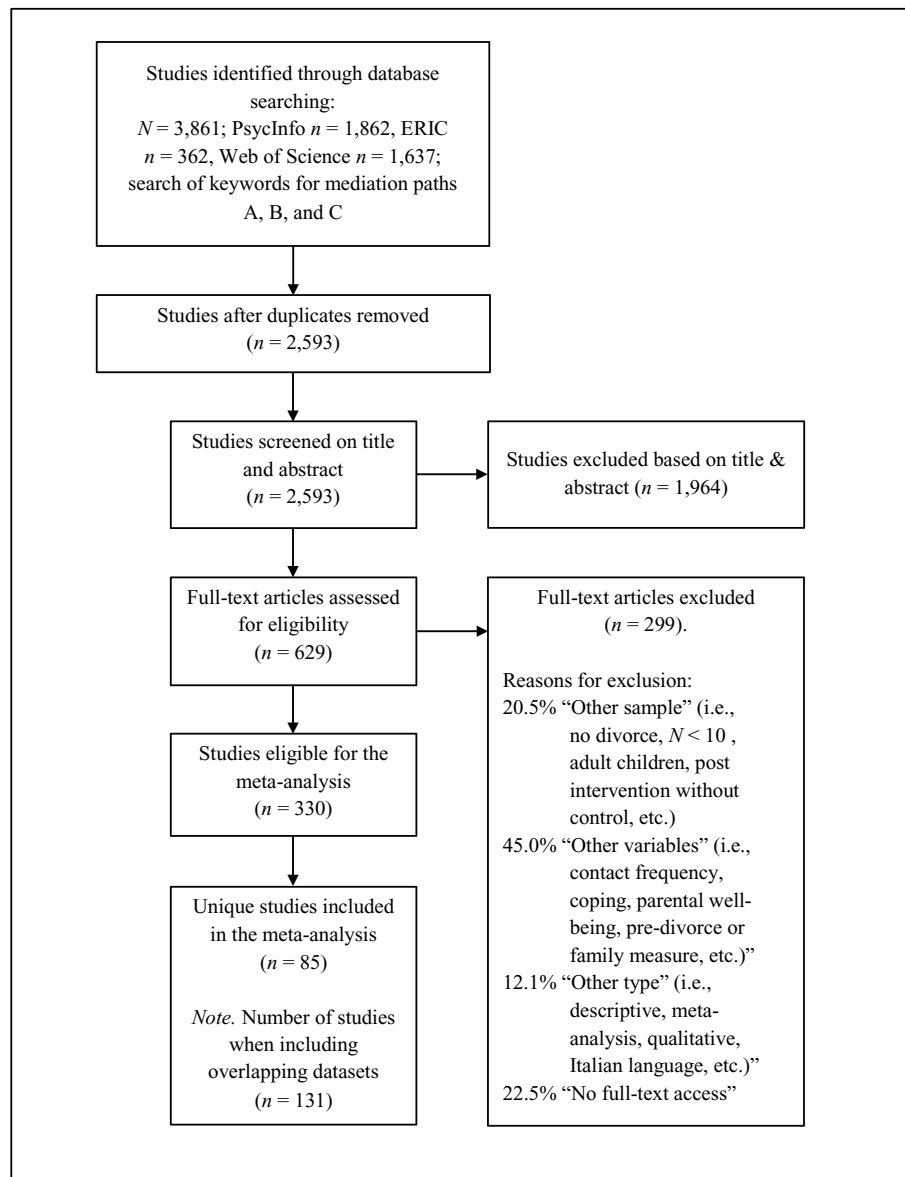 Studies identified through database
searching:
N = 3,861; PsycInfo n = 1,862, ERIC
n = 362, Web of Science n = 1,637;
search of keywords for mediation paths
A, B, and C
Studies after duplicates removed
(n = 2,593)
Studies screened on title
and abstract
(n = 2,593)
Studies excluded based on title &
abstract (n = 1,964)
Full-text articles assessed
for eligibility
(n = 629)
Full-text articles excluded
(n = 299).
Reasons for exclusion:
20.5% “Other sample” (i.e.,
no divorce, N < 10 ,
adult children, post
intervention without
control, etc.)
45.0% “Other variables” (i.e.,
contact frequency,
coping, parental well-
being, pre-divorce or
family measure, etc.)”
12.1% “Other type” (i.e.,
descriptive, meta-
analysis, qualitative,
Italian language, etc.)”
22.5% “No full-text access”
Studies eligible for the
meta-analysis
(n = 330)
Unique studies included
in the meta-analysis
(n = 85)
Note. Number of studies
when including
overlapping datasets
(n = 131)